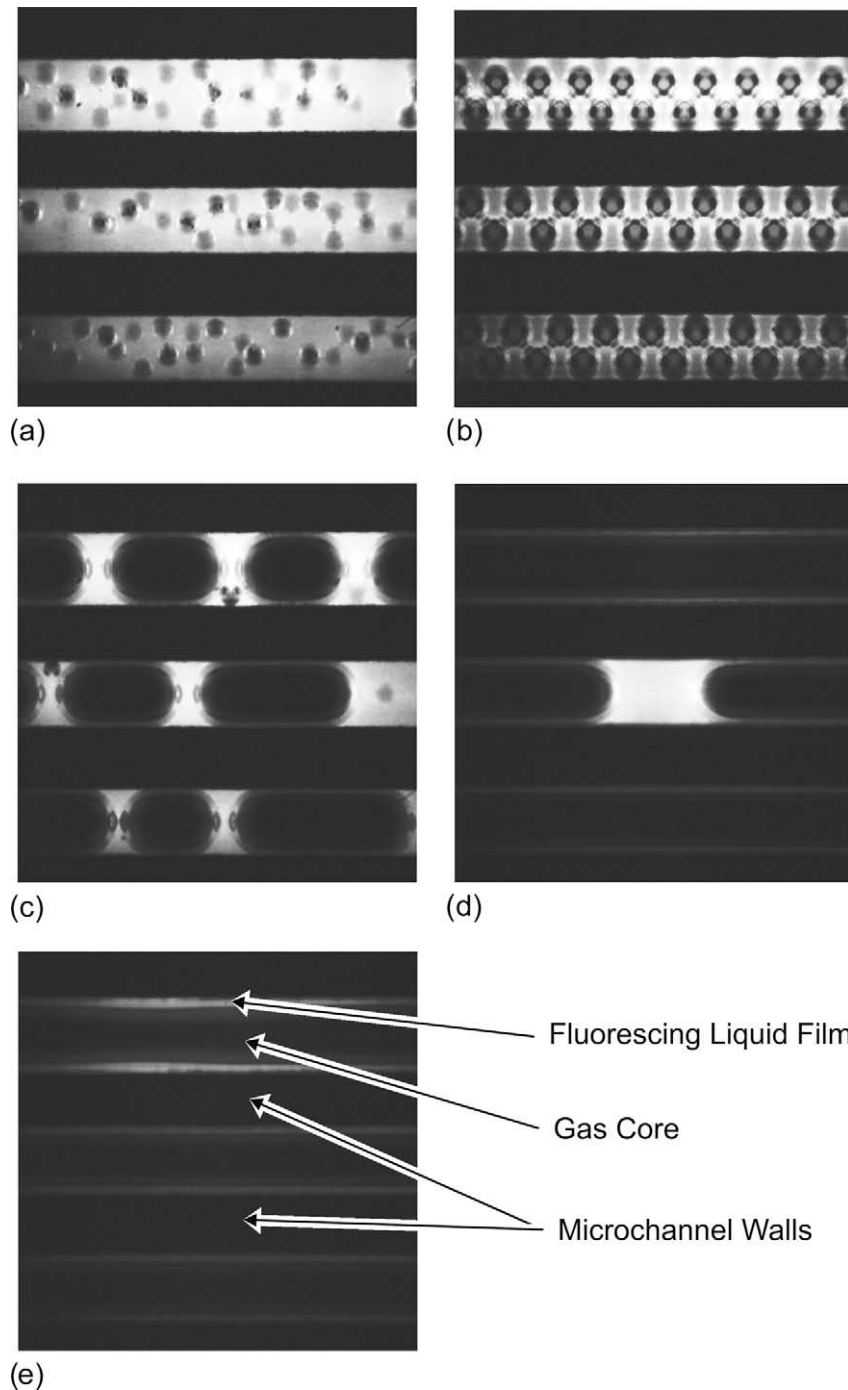 (a)
(b)
(c)
(d)
(e)
Fluorescing Liquid Film
Gas Core
Microchannel Walls